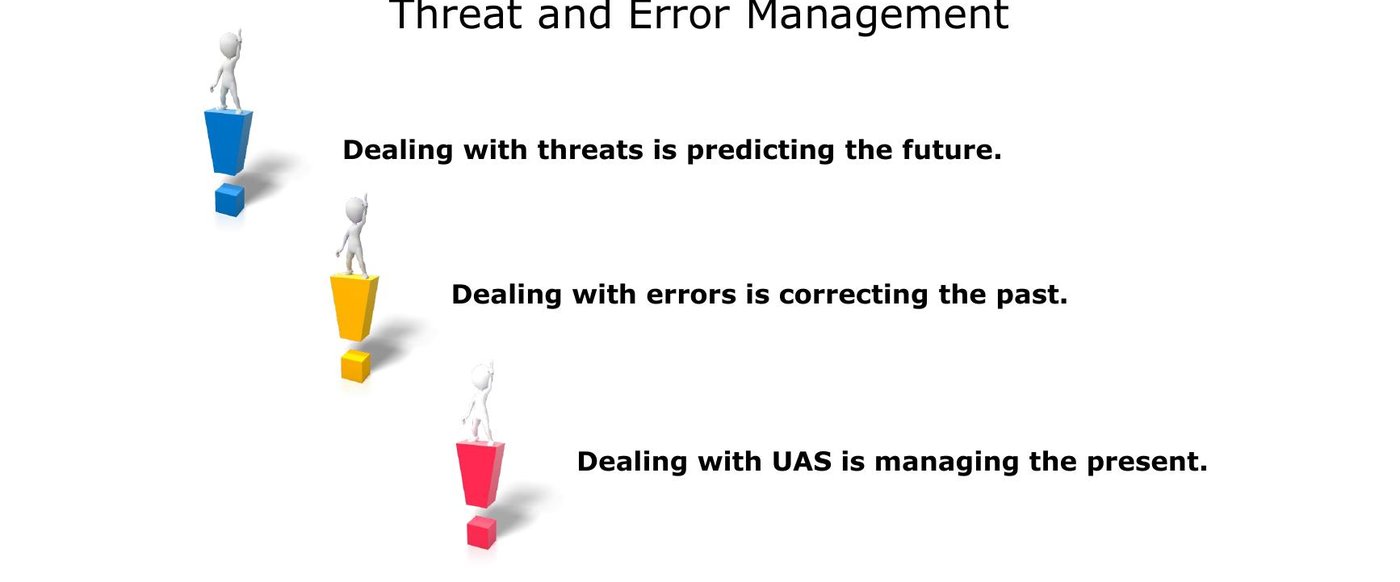 Threat and Error Management
Dealing with threats is predicting the future.
Dealing with errors is correcting the past.
Dealing with UAS is managing the present.